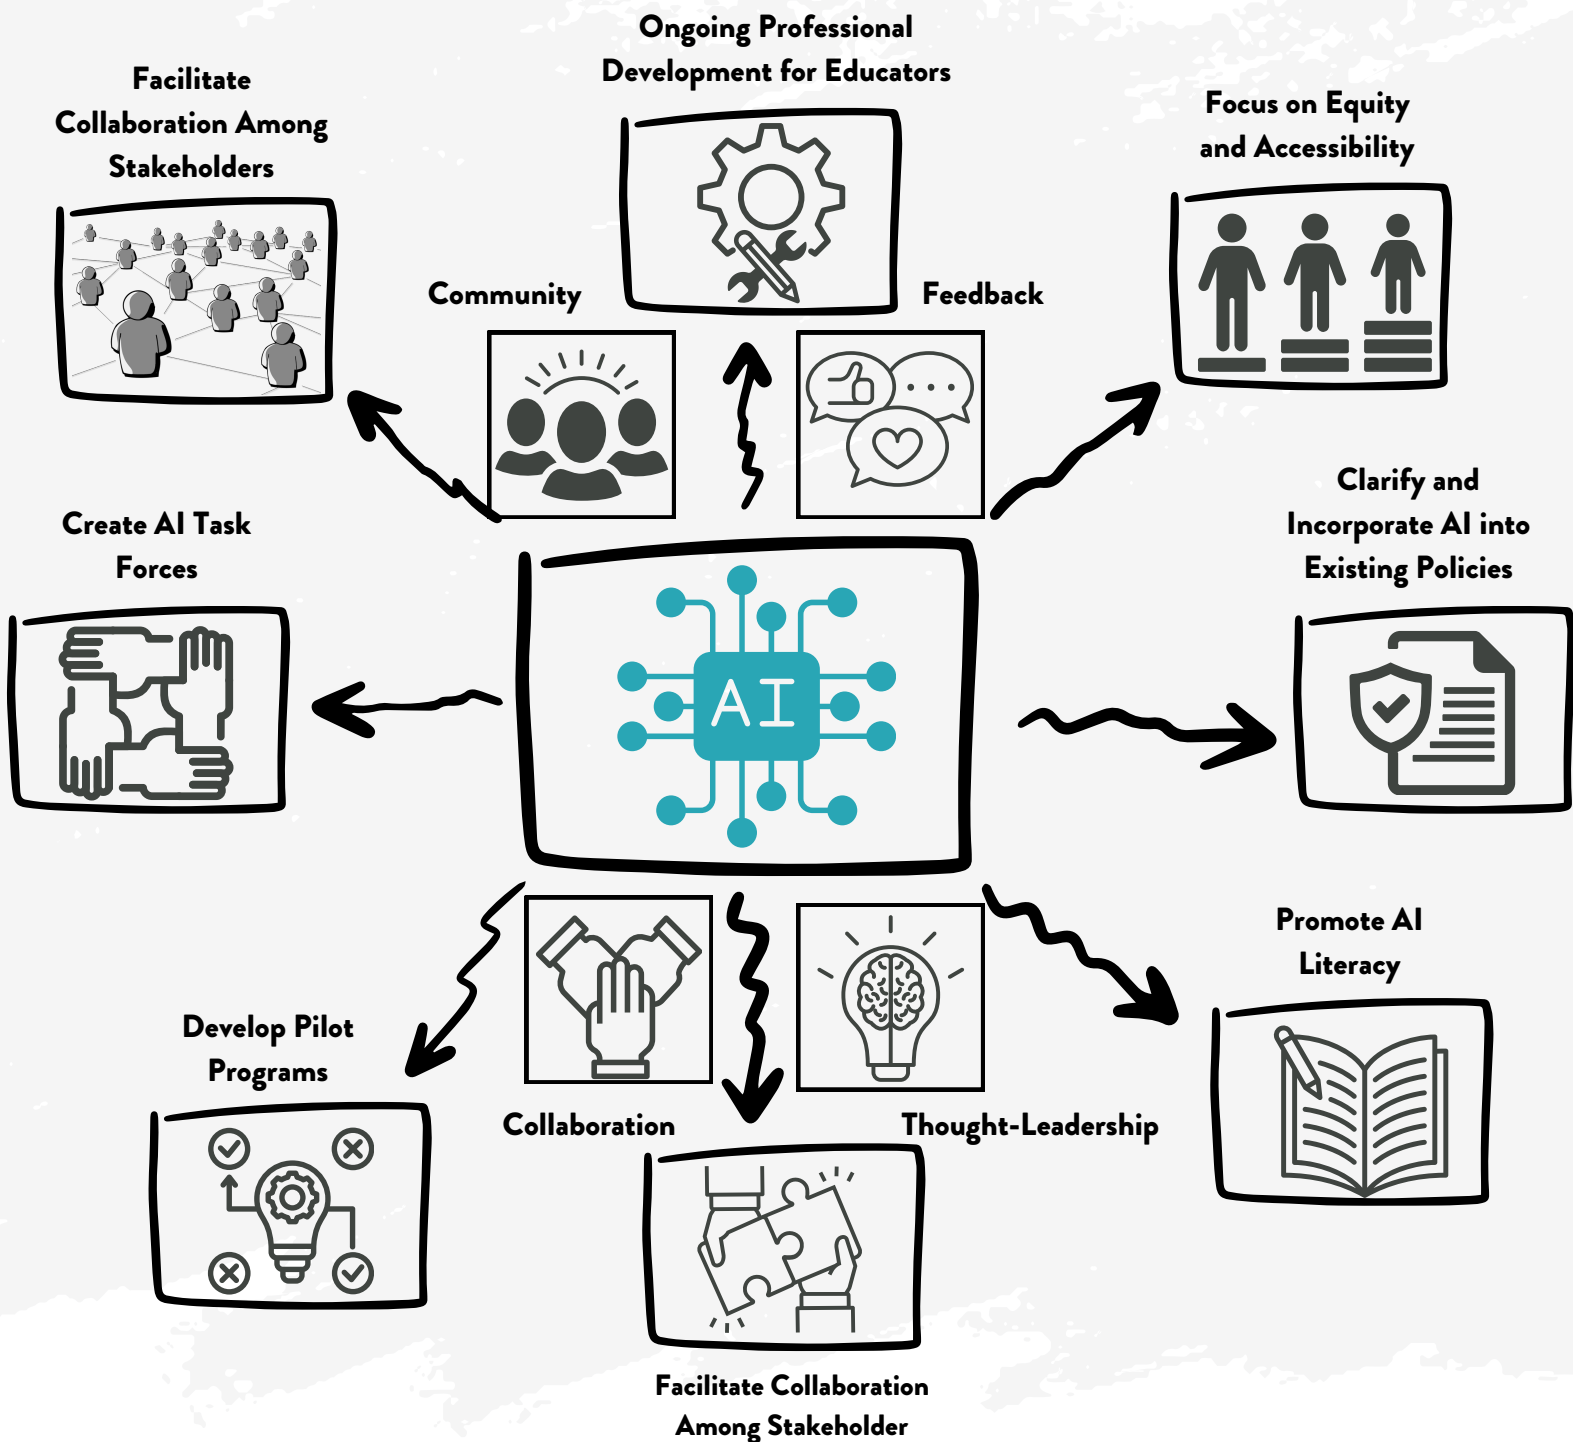 Ongoing Professional
Development for Educators
Facilitate
Collaboration Among
Stakeholders
Focus on Equity
and Accessibility
Community
Feedback
Create AI Task
Forces
Clarify and
Incorporate AI into
Existing Policies
AI
Promote AI
Literacy
Develop Pilot
Programs
Collaboration
Thought-Leadership
Facilitate Collaboration
Among Stakeholder